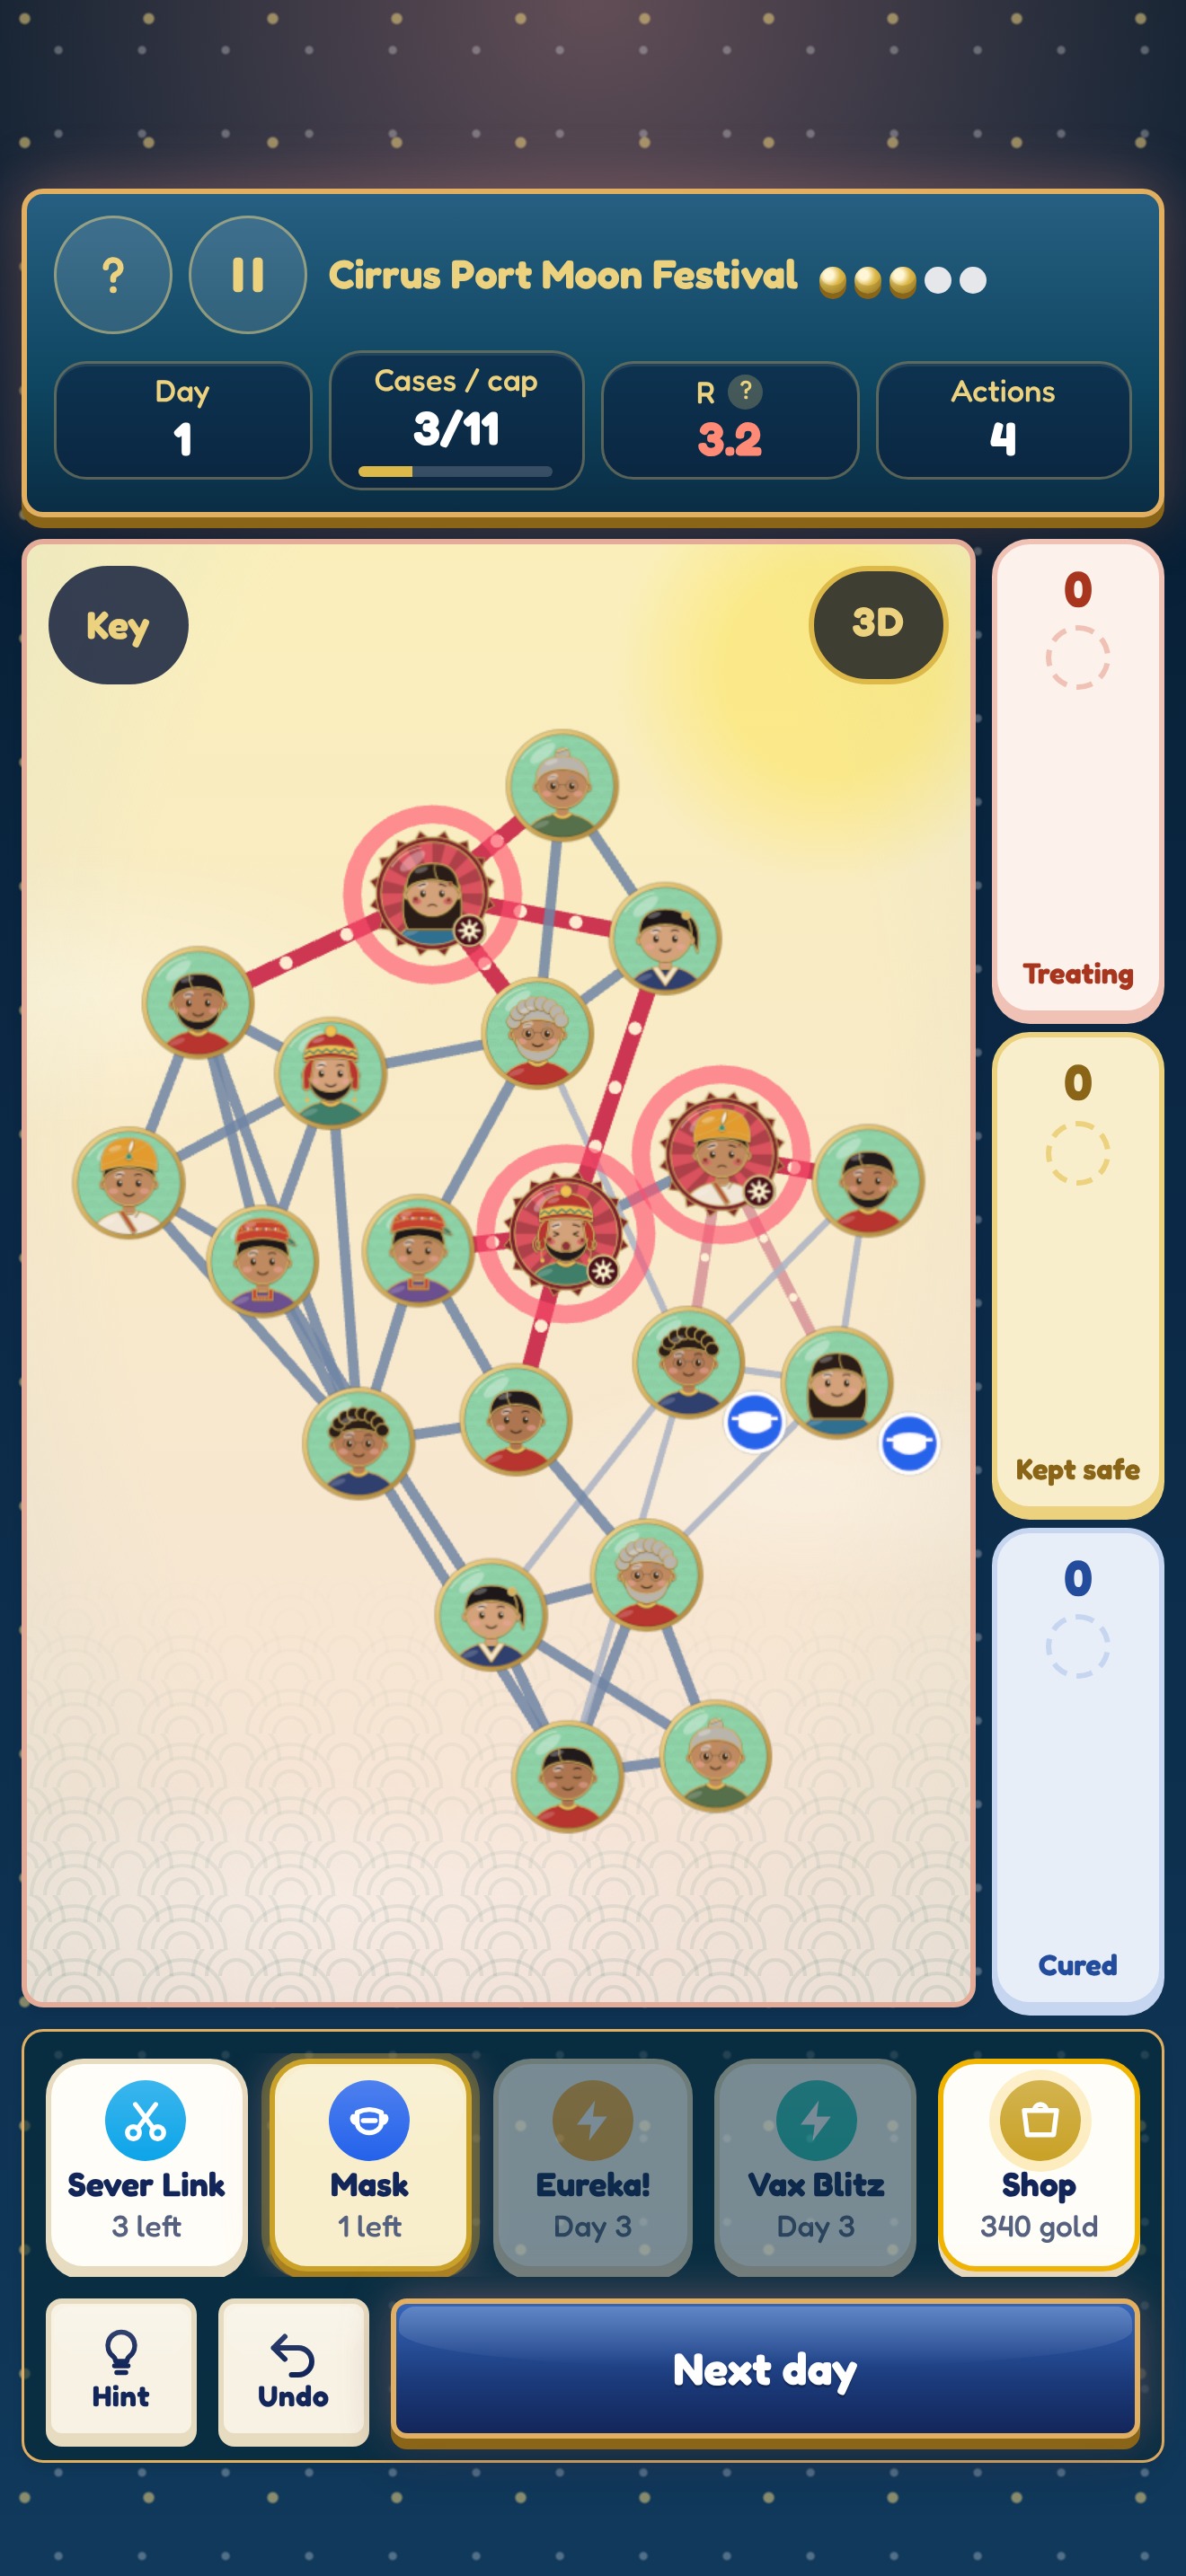 ?
Cirrus Port Moon Festival
Day
1
Cases / cap
3/11
R ?
3.2
Actions
4
Key
3D
0
Treating
0
Kept safe
0
Cured
Sever Link
3 left
Mask
1 left
Eureka!
Day 3
Vax Blitz
Day 3
Shop
340 gold
Hint
Undo
Next day